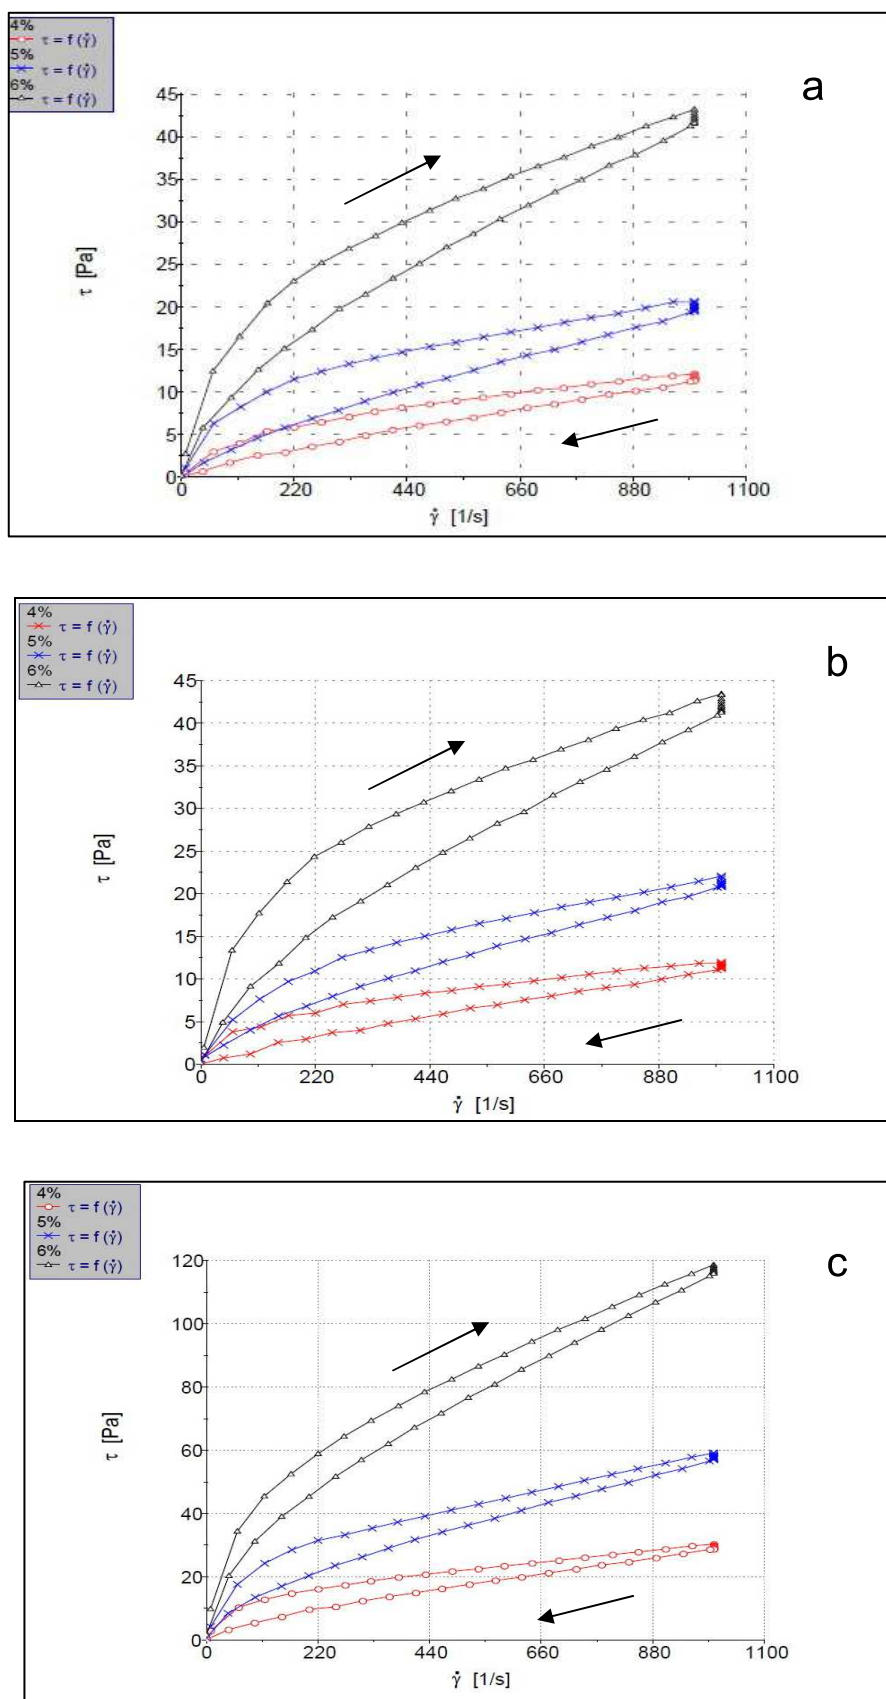 4%
τ = f (γ̇)
5%
τ = f (γ̇)
6%
τ = f (γ̇)
a
45
40
35
30
25
20
15
10
5
0
τ [Pa]
0 220 440 660 880 1100
γ̇ [1/s]
4%
τ = f (γ̇)
5%
τ = f (γ̇)
6%
τ = f (γ̇)
b
45
40
35
30
25
20
15
10
5
0
τ [Pa]
0 220 440 660 880 1100
γ̇ [1/s]
4%
τ = f (γ̇)
5%
τ = f (γ̇)
6%
τ = f (γ̇)
c
120
100
80
60
40
20
0
τ [Pa]
0 220 440 660 880 1100
γ̇ [1/s]